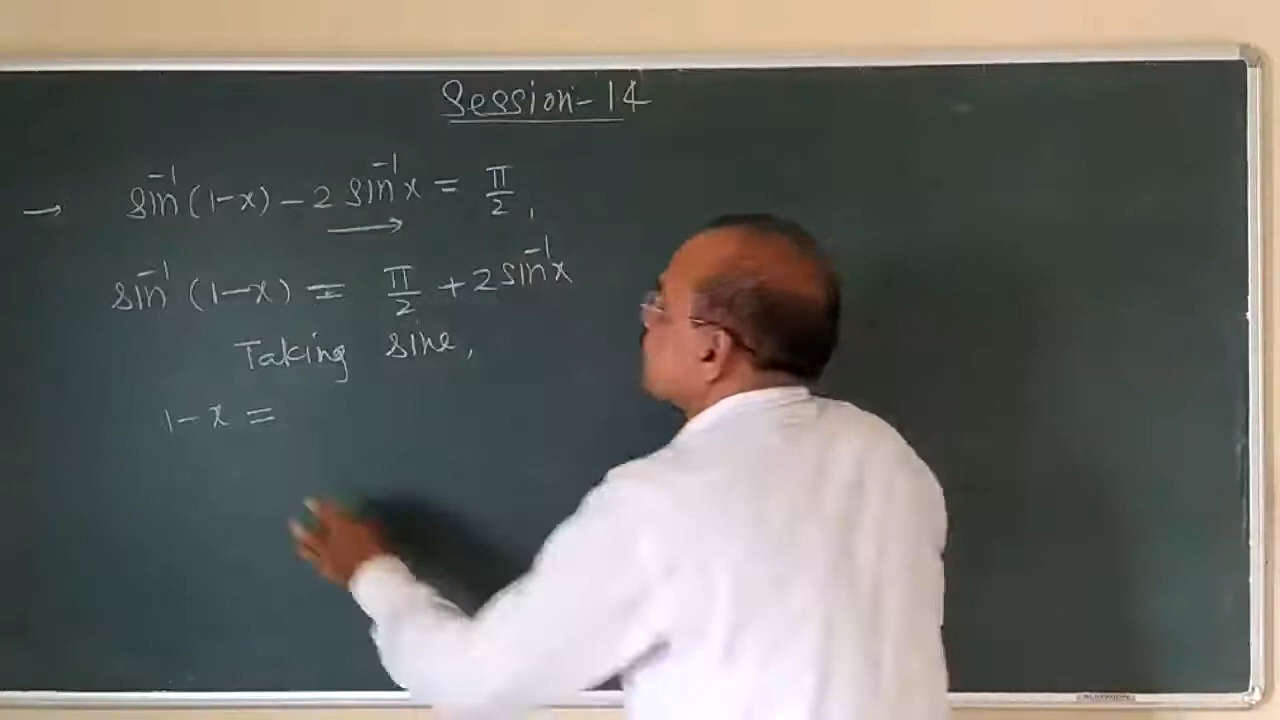 Session-14
→ sin⁻¹(1-x) - 2 sin⁻¹x = π/2,
sin⁻¹(1-x) = π/2 + 2 sin⁻¹x
Taking sine,
1-x =